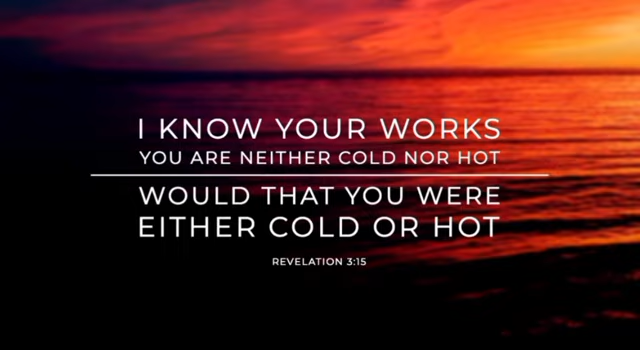 I KNOW YOUR WORKS
YOU ARE NEITHER COLD NOR HOT
WOULD THAT YOU WERE
EITHER COLD OR HOT
REVELATION 3:15